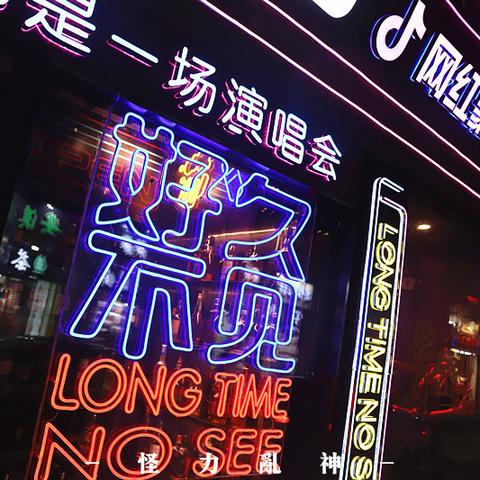 是一场演唱会
网红
好久
不见
LONG TIME
NO SEE
LONG TIME NO S
- 怪 力 亂 神 -